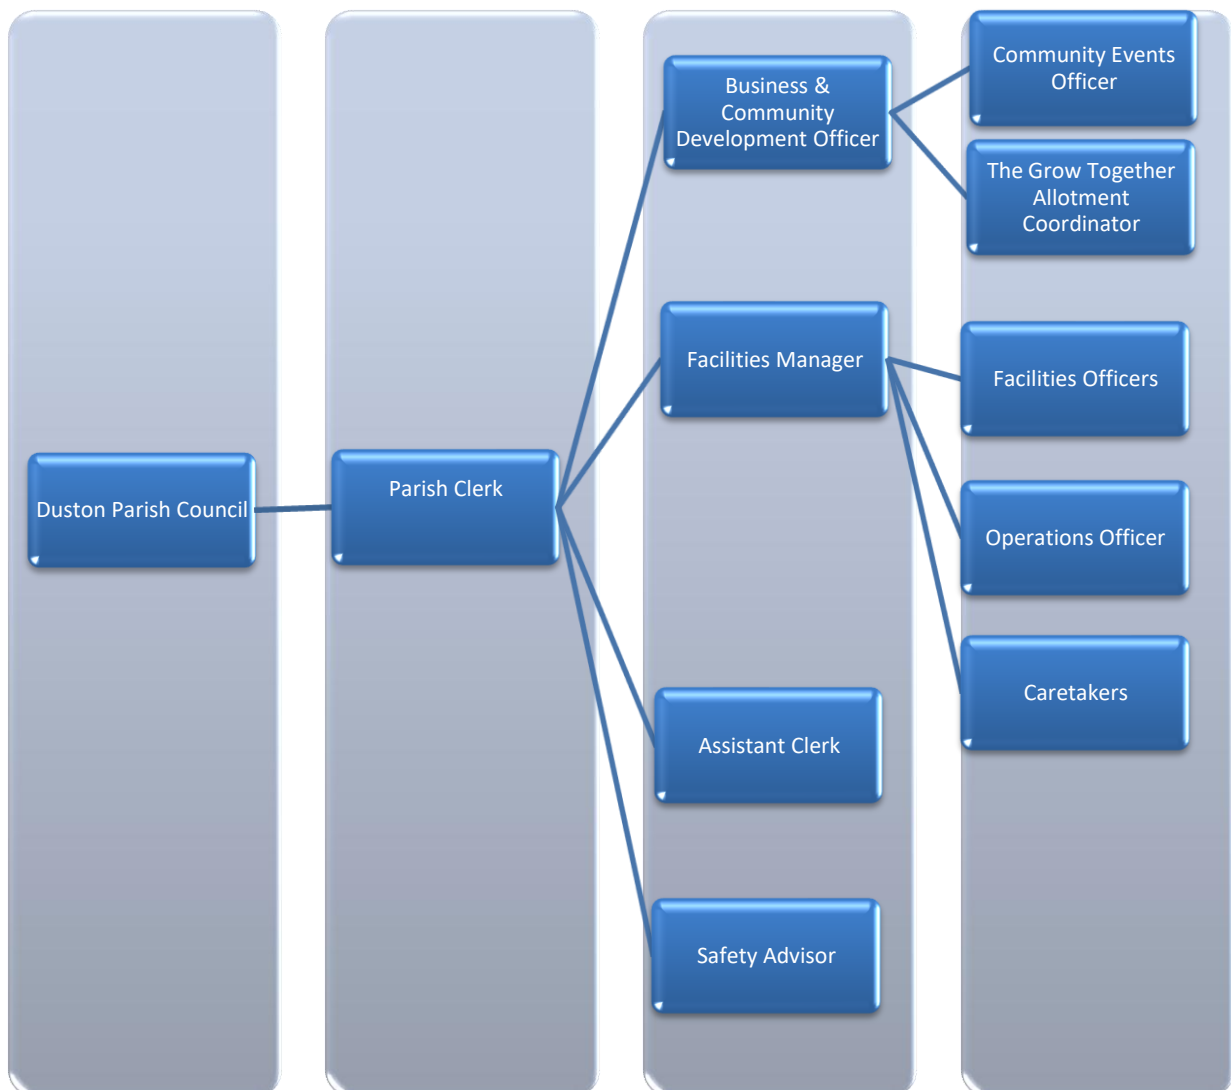 Duston Parish Council
Parish Clerk
Business &
Community
Development Officer
Facilities Manager
Assistant Clerk
Safety Advisor
Community Events
Officer
The Grow Together
Allotment
Coordinator
Facilities Officers
Operations Officer
Caretakers